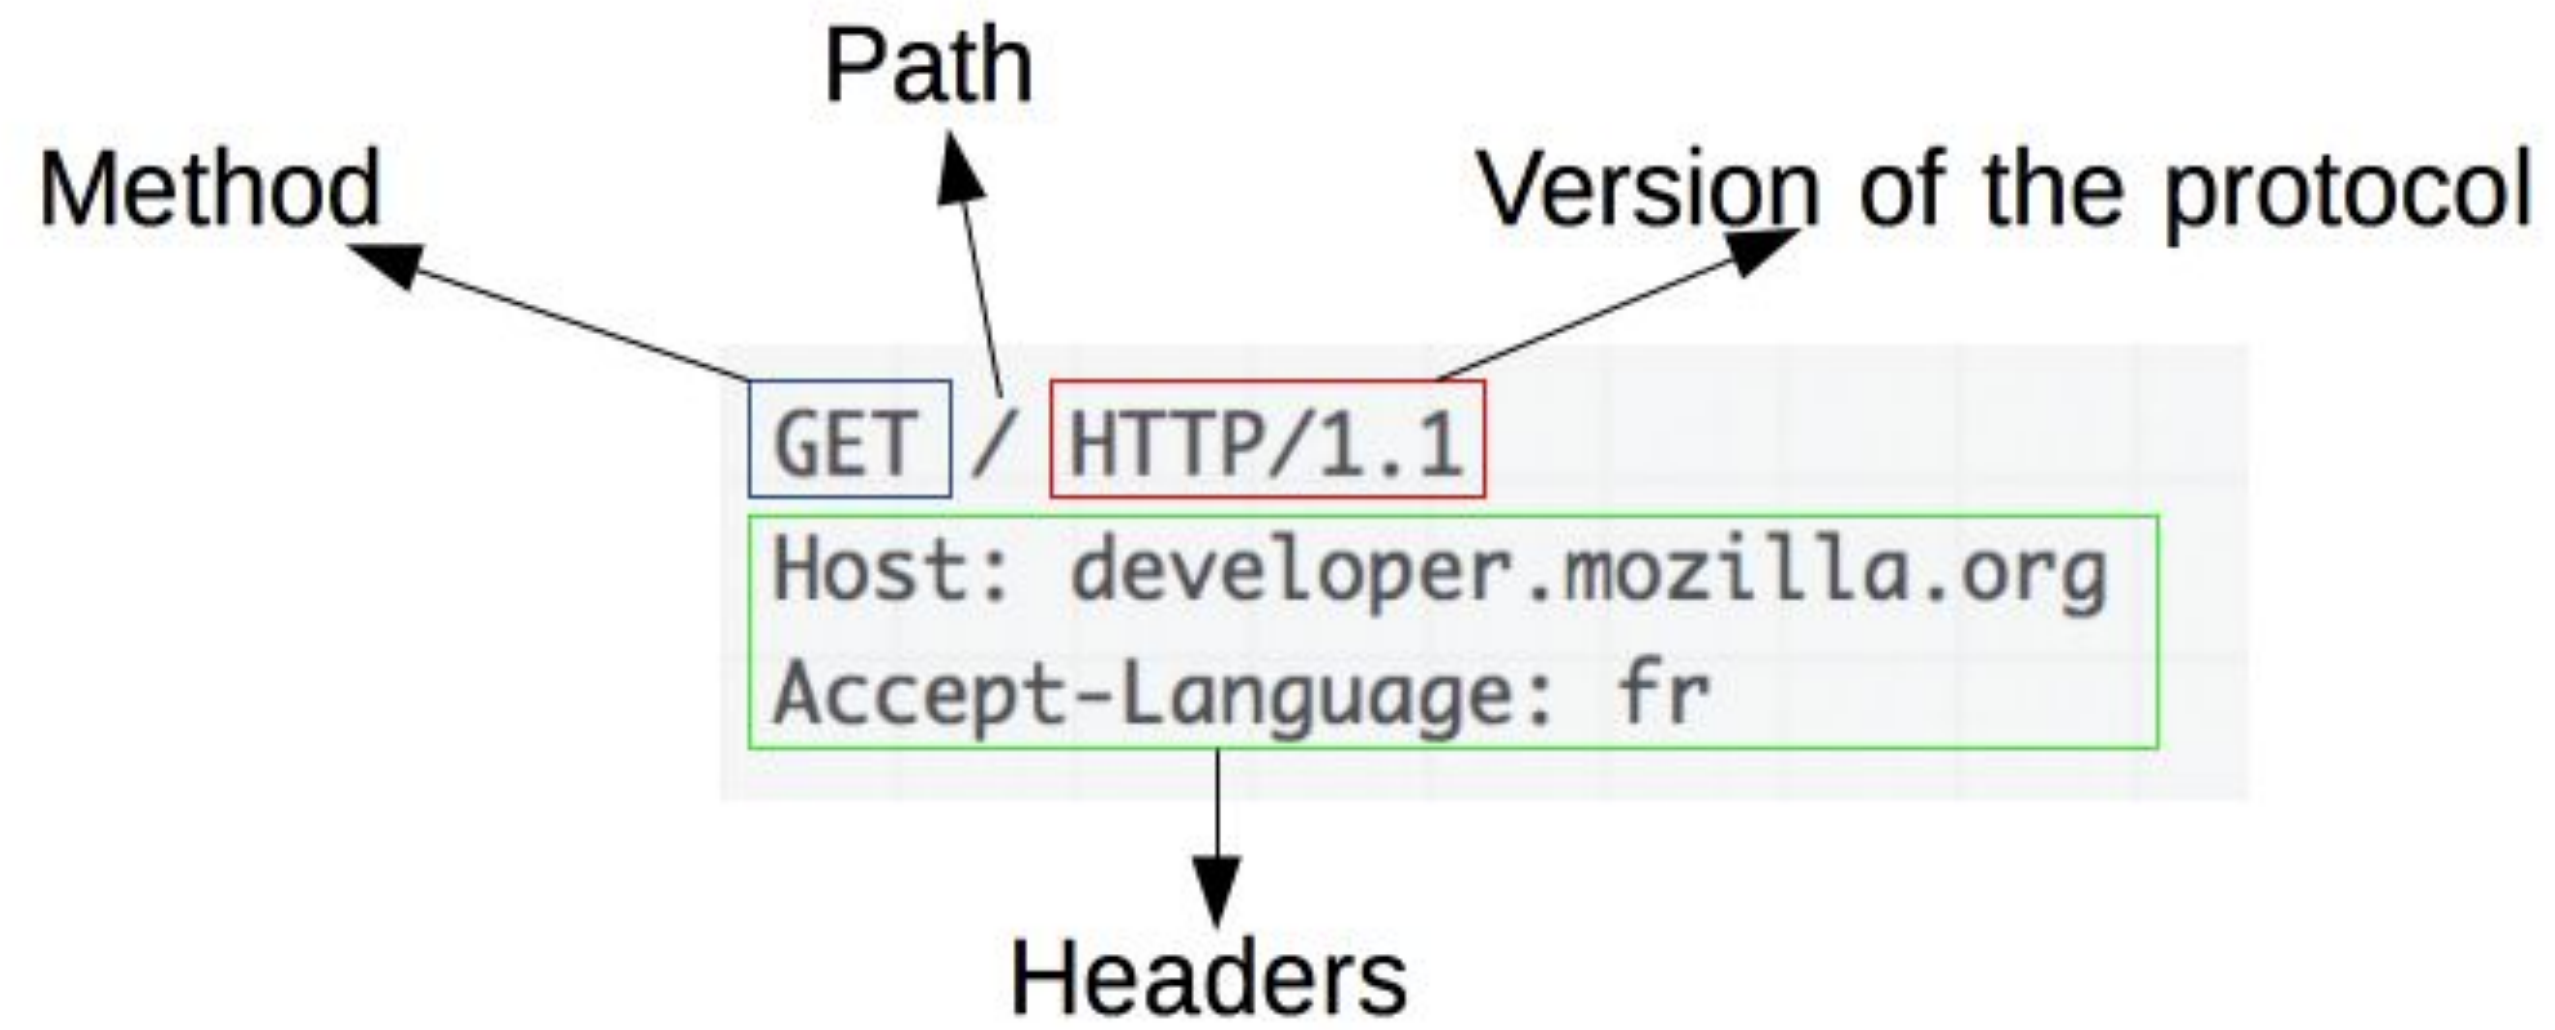 Path
Method
Version of the protocol
GET / HTTP/1.1
Host: developer.mozilla.org
Accept-Language: fr
Headers